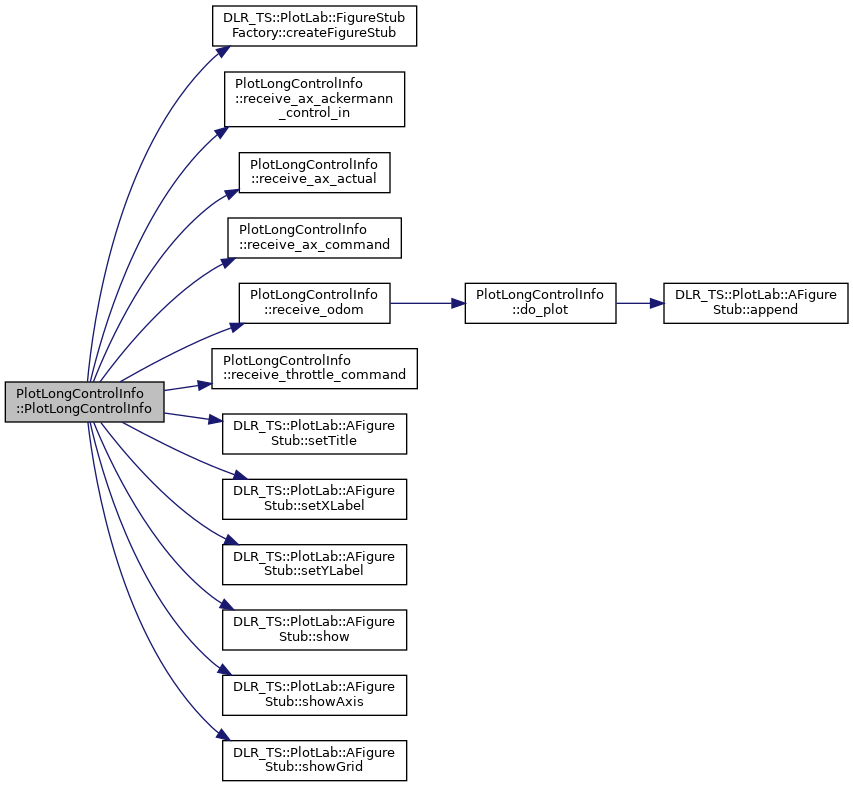 DLR_TS::PlotLab::FigureStub
Factory::createFigureStub
PlotLongControlInfo
::receive_ax_ackermann
_control_in
PlotLongControlInfo
::receive_ax_actual
PlotLongControlInfo
::receive_ax_command
PlotLongControlInfo
::receive_odom
PlotLongControlInfo
::do_plot
DLR_TS::PlotLab::AFigure
Stub::append
PlotLongControlInfo
::receive_throttle_command
PlotLongControlInfo
::PlotLongControlInfo
DLR_TS::PlotLab::AFigure
Stub::setTitle
DLR_TS::PlotLab::AFigure
Stub::setXLabel
DLR_TS::PlotLab::AFigure
Stub::setYLabel
DLR_TS::PlotLab::AFigure
Stub::show
DLR_TS::PlotLab::AFigure
Stub::showAxis
DLR_TS::PlotLab::AFigure
Stub::showGrid